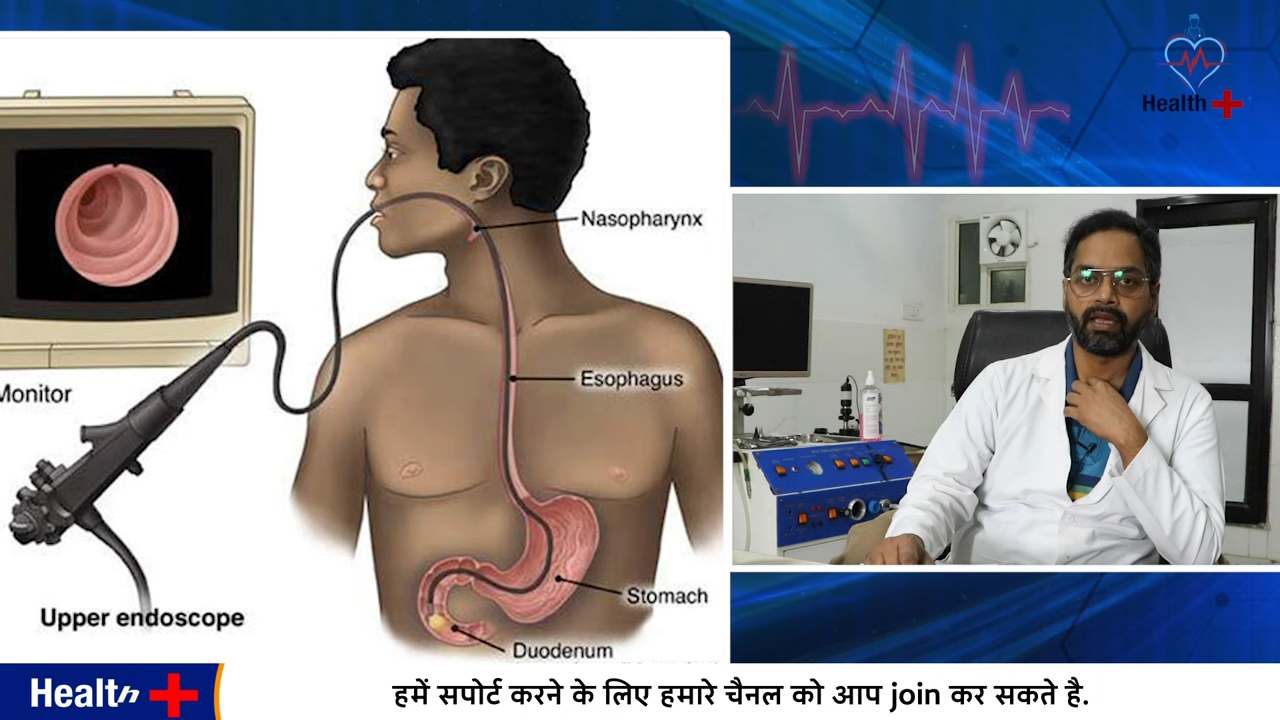 Health
Nasopharynx
Esophagus
Monitor
Upper endoscope
Stomach
Duodenum
Health
हमें सपोर्ट करने के लिए हमारे चैनल को आप join कर सकते है.